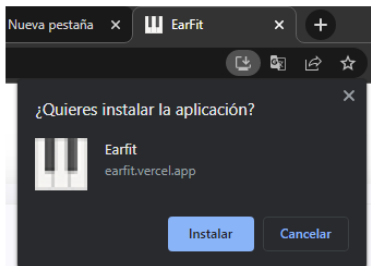 Nueva pestaña
EarFit
¿Quieres instalar la aplicación?
Earfit
earfit.vercel.app
Instalar
Cancelar